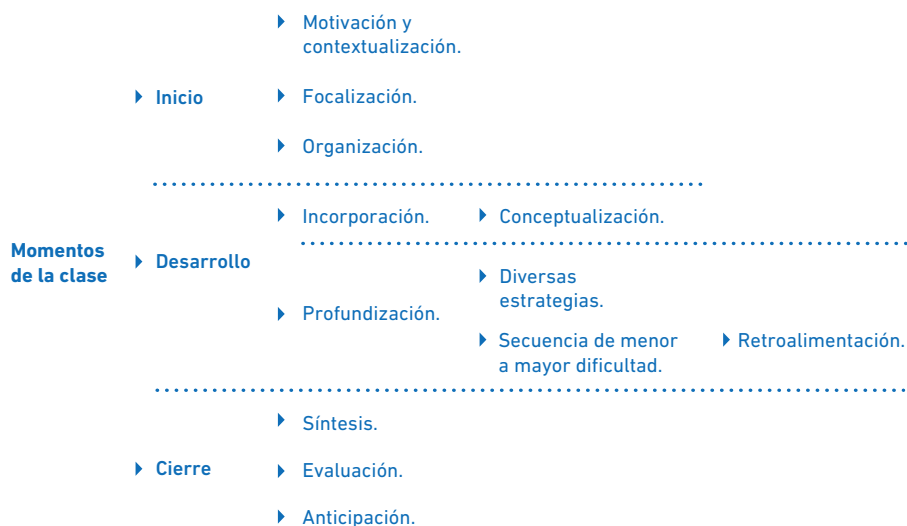 Motivación y
contextualización.
Inicio
Focalización.
Organización.
Incorporación.
Conceptualización.
Momentos
de la clase
Desarrollo
Diversas
estrategias.
Profundización.
Secuencia de menor
a mayor dificultad.
Retroalimentación.
Síntesis.
Cierre
Evaluación.
Anticipación.